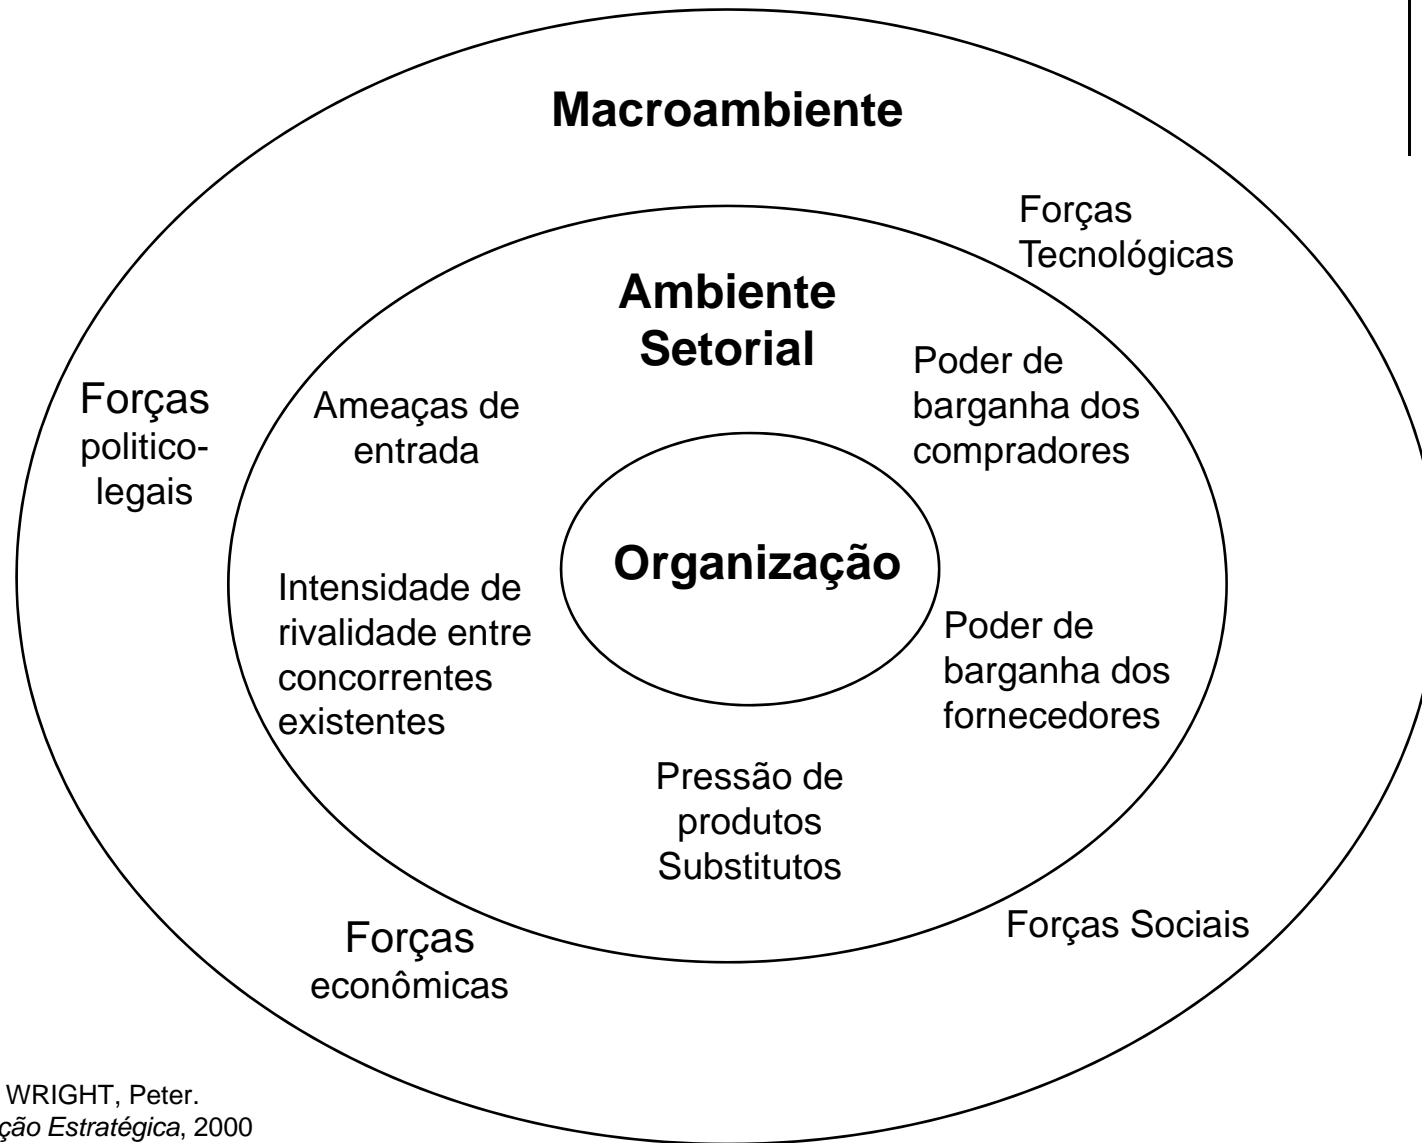 Macroambiente
Forças
Tecnológicas
Ambiente
Setorial
Poder de
barganha dos
compradores
Forças
politico-
legais
Ameaças de
entrada
Organização
Intensidade de
rivalidade entre
concorrentes
existentes
Poder de
barganha dos
fornecedores
Pressão de
produtos
Substitutos
Forças
econômicas
Forças Sociais
WRIGHT, Peter.
ção Estratégica, 2000